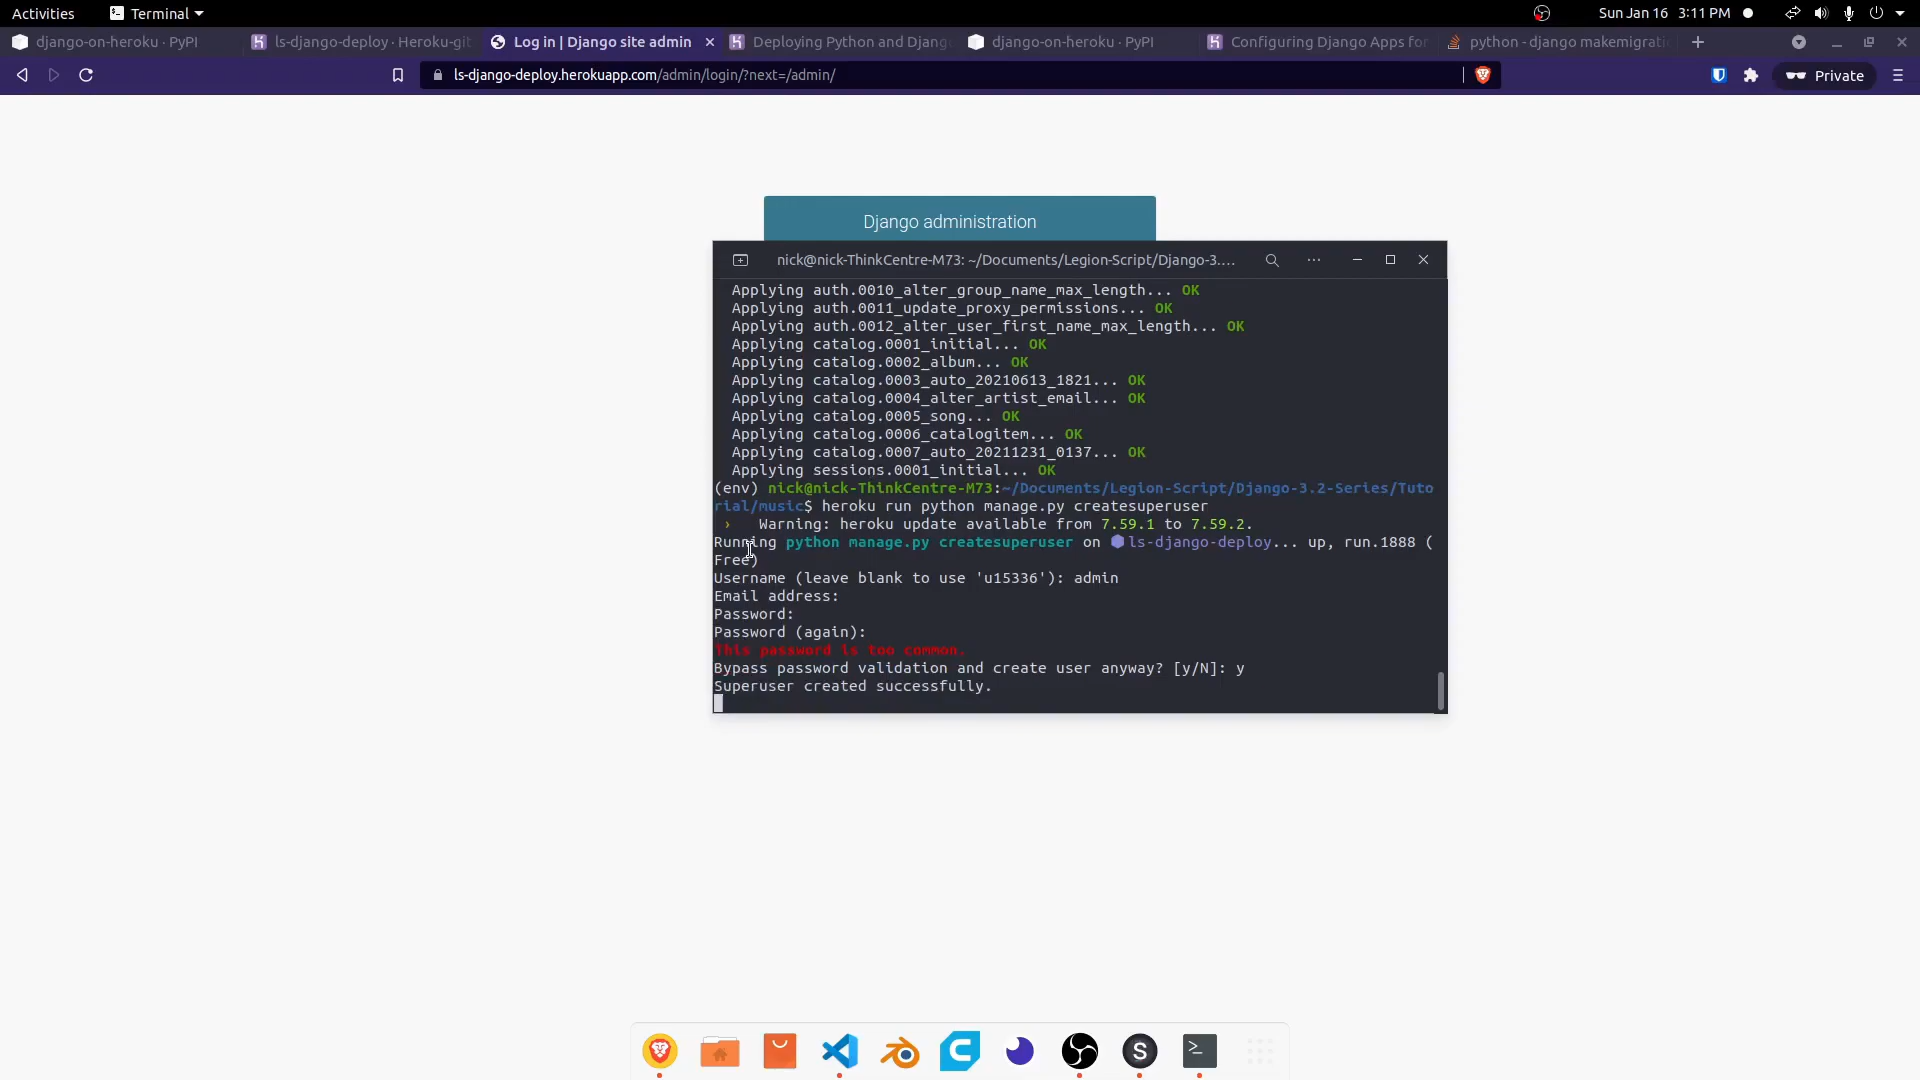 Activities
Terminal
Sun Jan 16 3:11 PM
django-on-heroku · PyPI
ls-django-deploy · Heroku-git
Log in | Django site admin
Deploying Python and Django
django-on-heroku · PyPI
Configuring Django Apps for
python - django makemigrati
ls-django-deploy.herokuapp.com/admin/login/?next=/admin/
Private
Django administration
nick@nick-ThinkCentre-M73: ~/Documents/Legion-Script/Django-3....
Applying auth.0010_alter_group_name_max_length... OK
Applying auth.0011_update_proxy_permissions... OK
Applying auth.0012_alter_user_first_name_max_length... OK
Applying catalog.0001_initial... OK
Applying catalog.0002_album... OK
Applying catalog.0003_auto_20210613_1821... OK
Applying catalog.0004_alter_artist_email... OK
Applying catalog.0005_song... OK
Applying catalog.0006_catalogitem... OK
Applying catalog.0007_auto_20211231_0137... OK
Applying sessions.0001_initial... OK
(env) nick@nick-ThinkCentre-M73:~/Documents/Legion-Script/Django-3.2-Series/Tuto
rial/music$ heroku run python manage.py createsuperuser
› Warning: heroku update available from 7.59.1 to 7.59.2.
Running python manage.py createsuperuser on ⬢ls-django-deploy... up, run.1888 (
Free)
Username (leave blank to use 'u15336'): admin
Email address:
Password:
Password (again):
This password is too common.
Bypass password validation and create user anyway? [y/N]: y
Superuser created successfully.